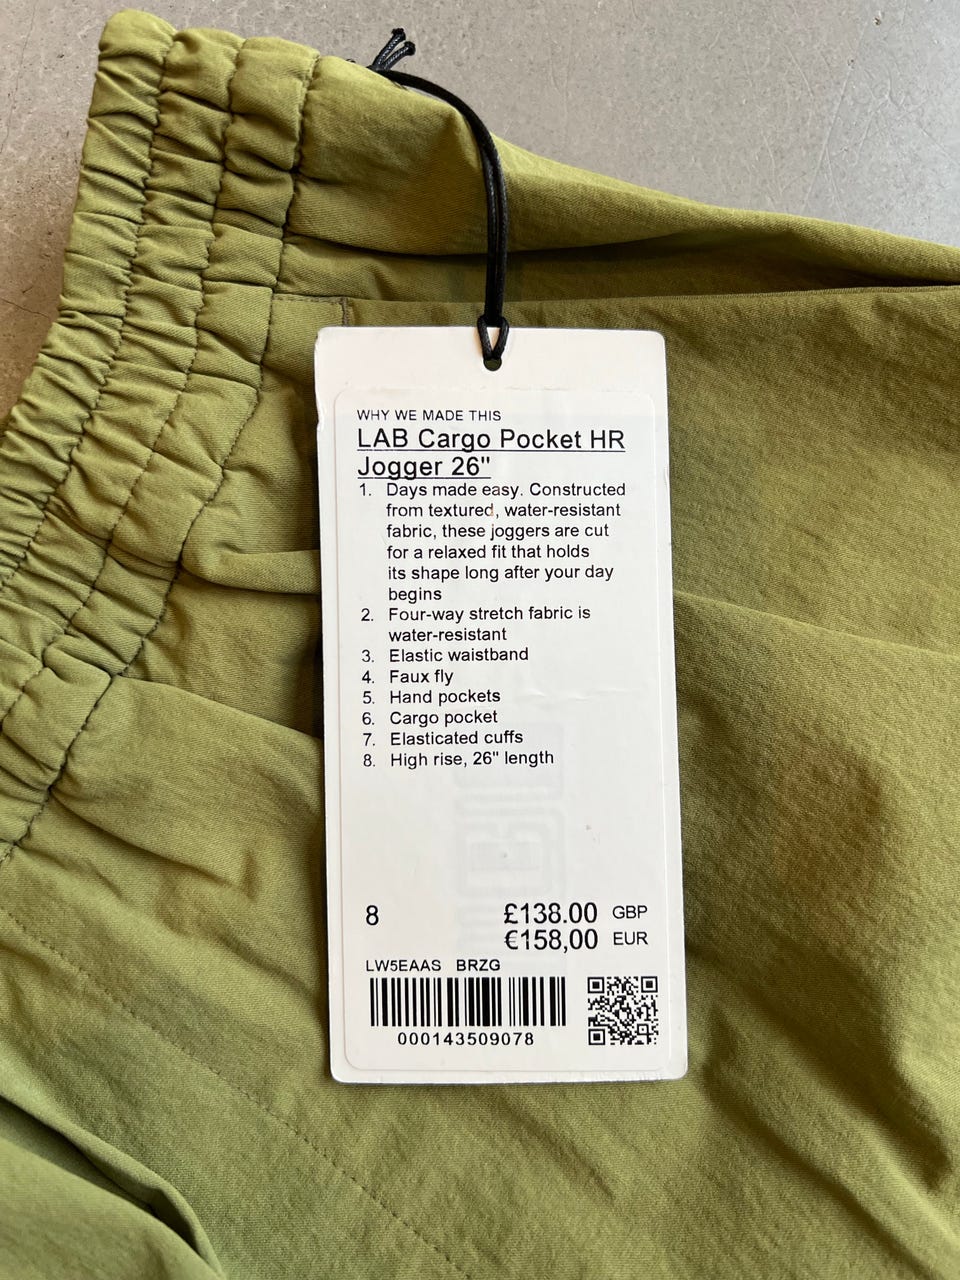 WHY WE MADE THIS
LAB Cargo Pocket HR
Jogger 26"
1. Days made easy. Constructed
from textured, water-resistant
fabric, these joggers are cut
for a relaxed fit that holds
its shape long after your day
begins
2. Four-way stretch fabric is
water-resistant
3. Elastic waistband
4. Faux fly
5. Hand pockets
6. Cargo pocket
7. Elasticated cuffs
8. High rise, 26" length
8 £138.00 GBP
€158,00 EUR
LW5EAAS BRZG
000143509078